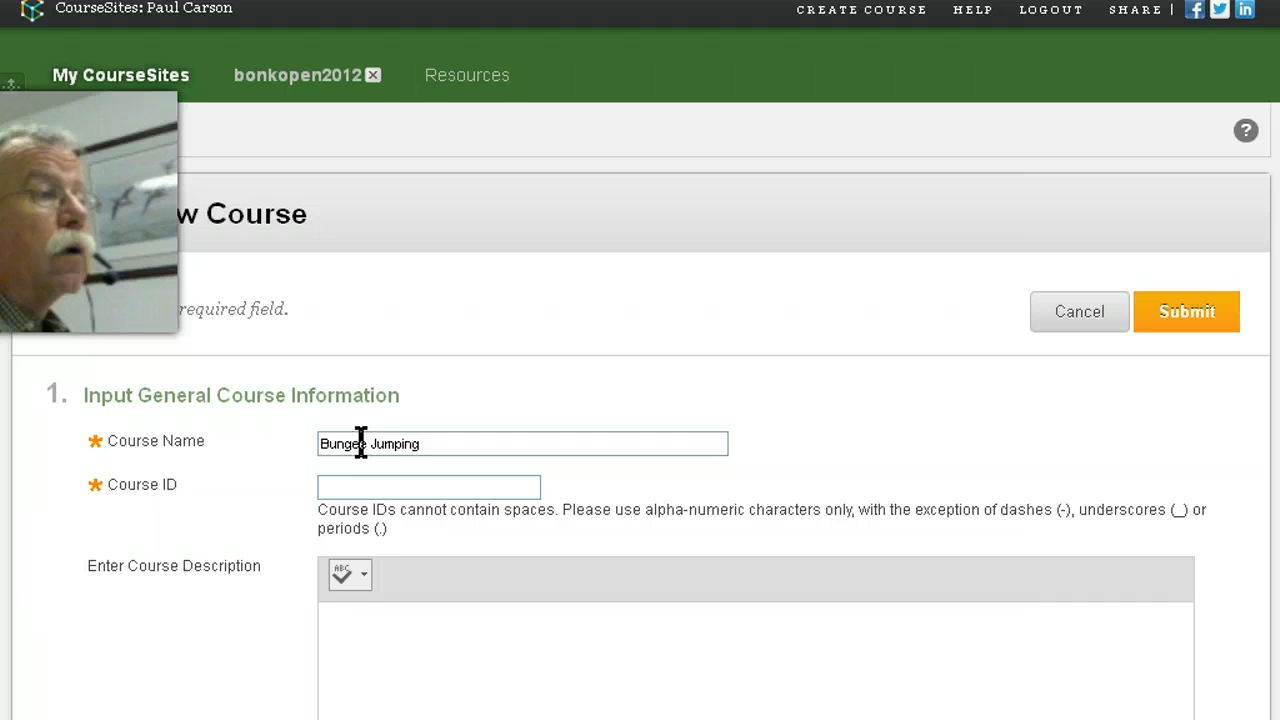 CourseSites: Paul Carson
CREATE COURSE HELP LOGOUT SHARE |
My CourseSites bonkopen2012 Resources
?
w Course
required field.
Cancel Submit
1. Input General Course Information
Course Name Bungee Jumping
Course ID
Course IDs cannot contain spaces. Please use alpha-numeric characters only, with the exception of dashes (-), underscores (_) or
periods (.)
Enter Course Description
ABC